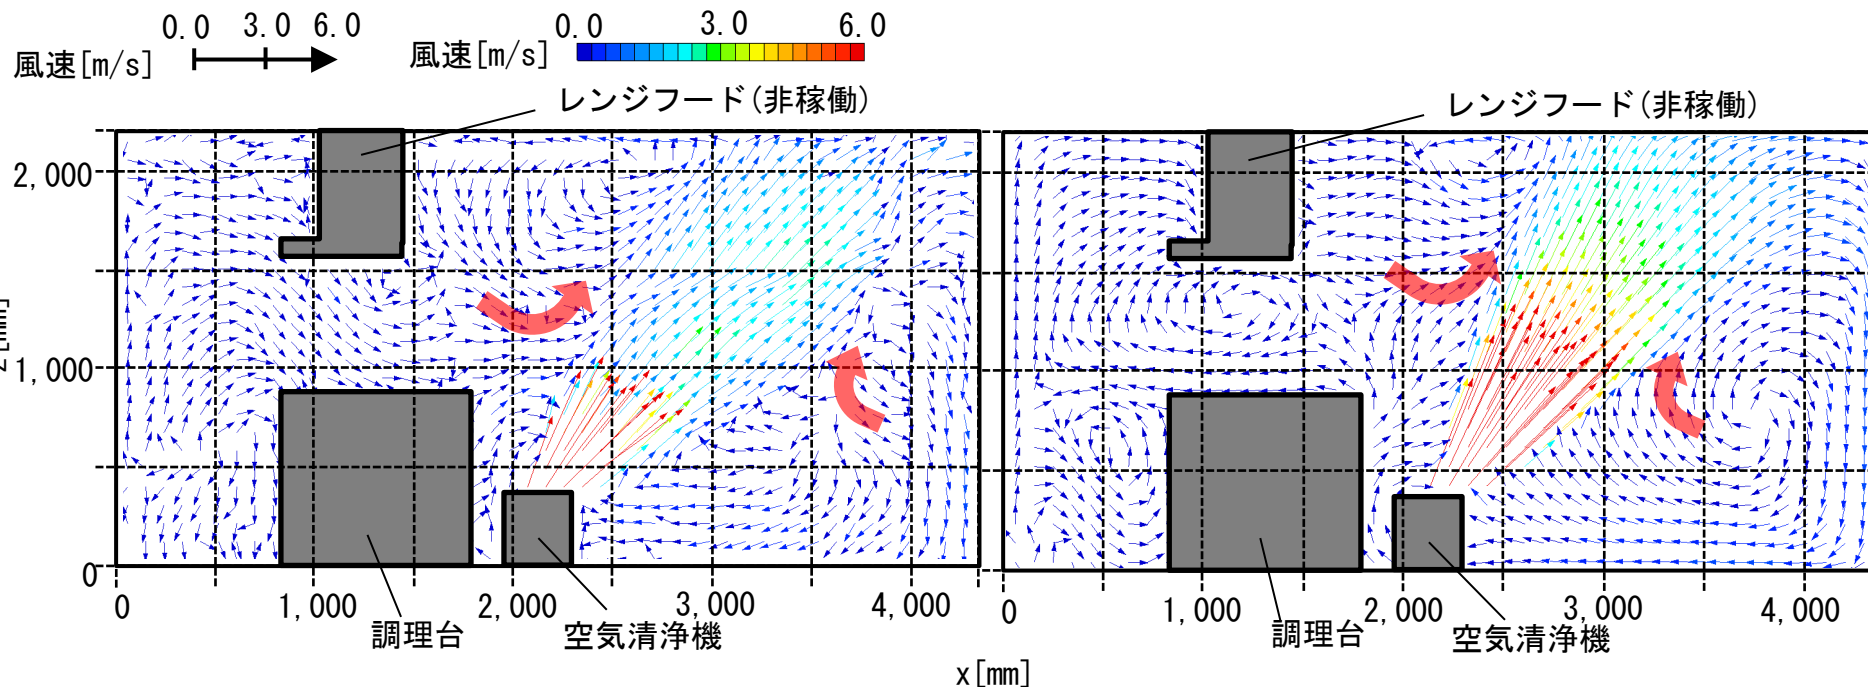 0.0 3.0 6.0
風速[m/s]
0.0 3.0 6.0
風速[m/s]
レンジフード(非稼働)
レンジフード(非稼働)
2,000
1,000
0
z[mm]
0 1,000 2,000 3,000 4,000
0 1,000 2,000 3,000 4,000
調理台
空気清浄機
調理台
空気清浄機
x[mm]